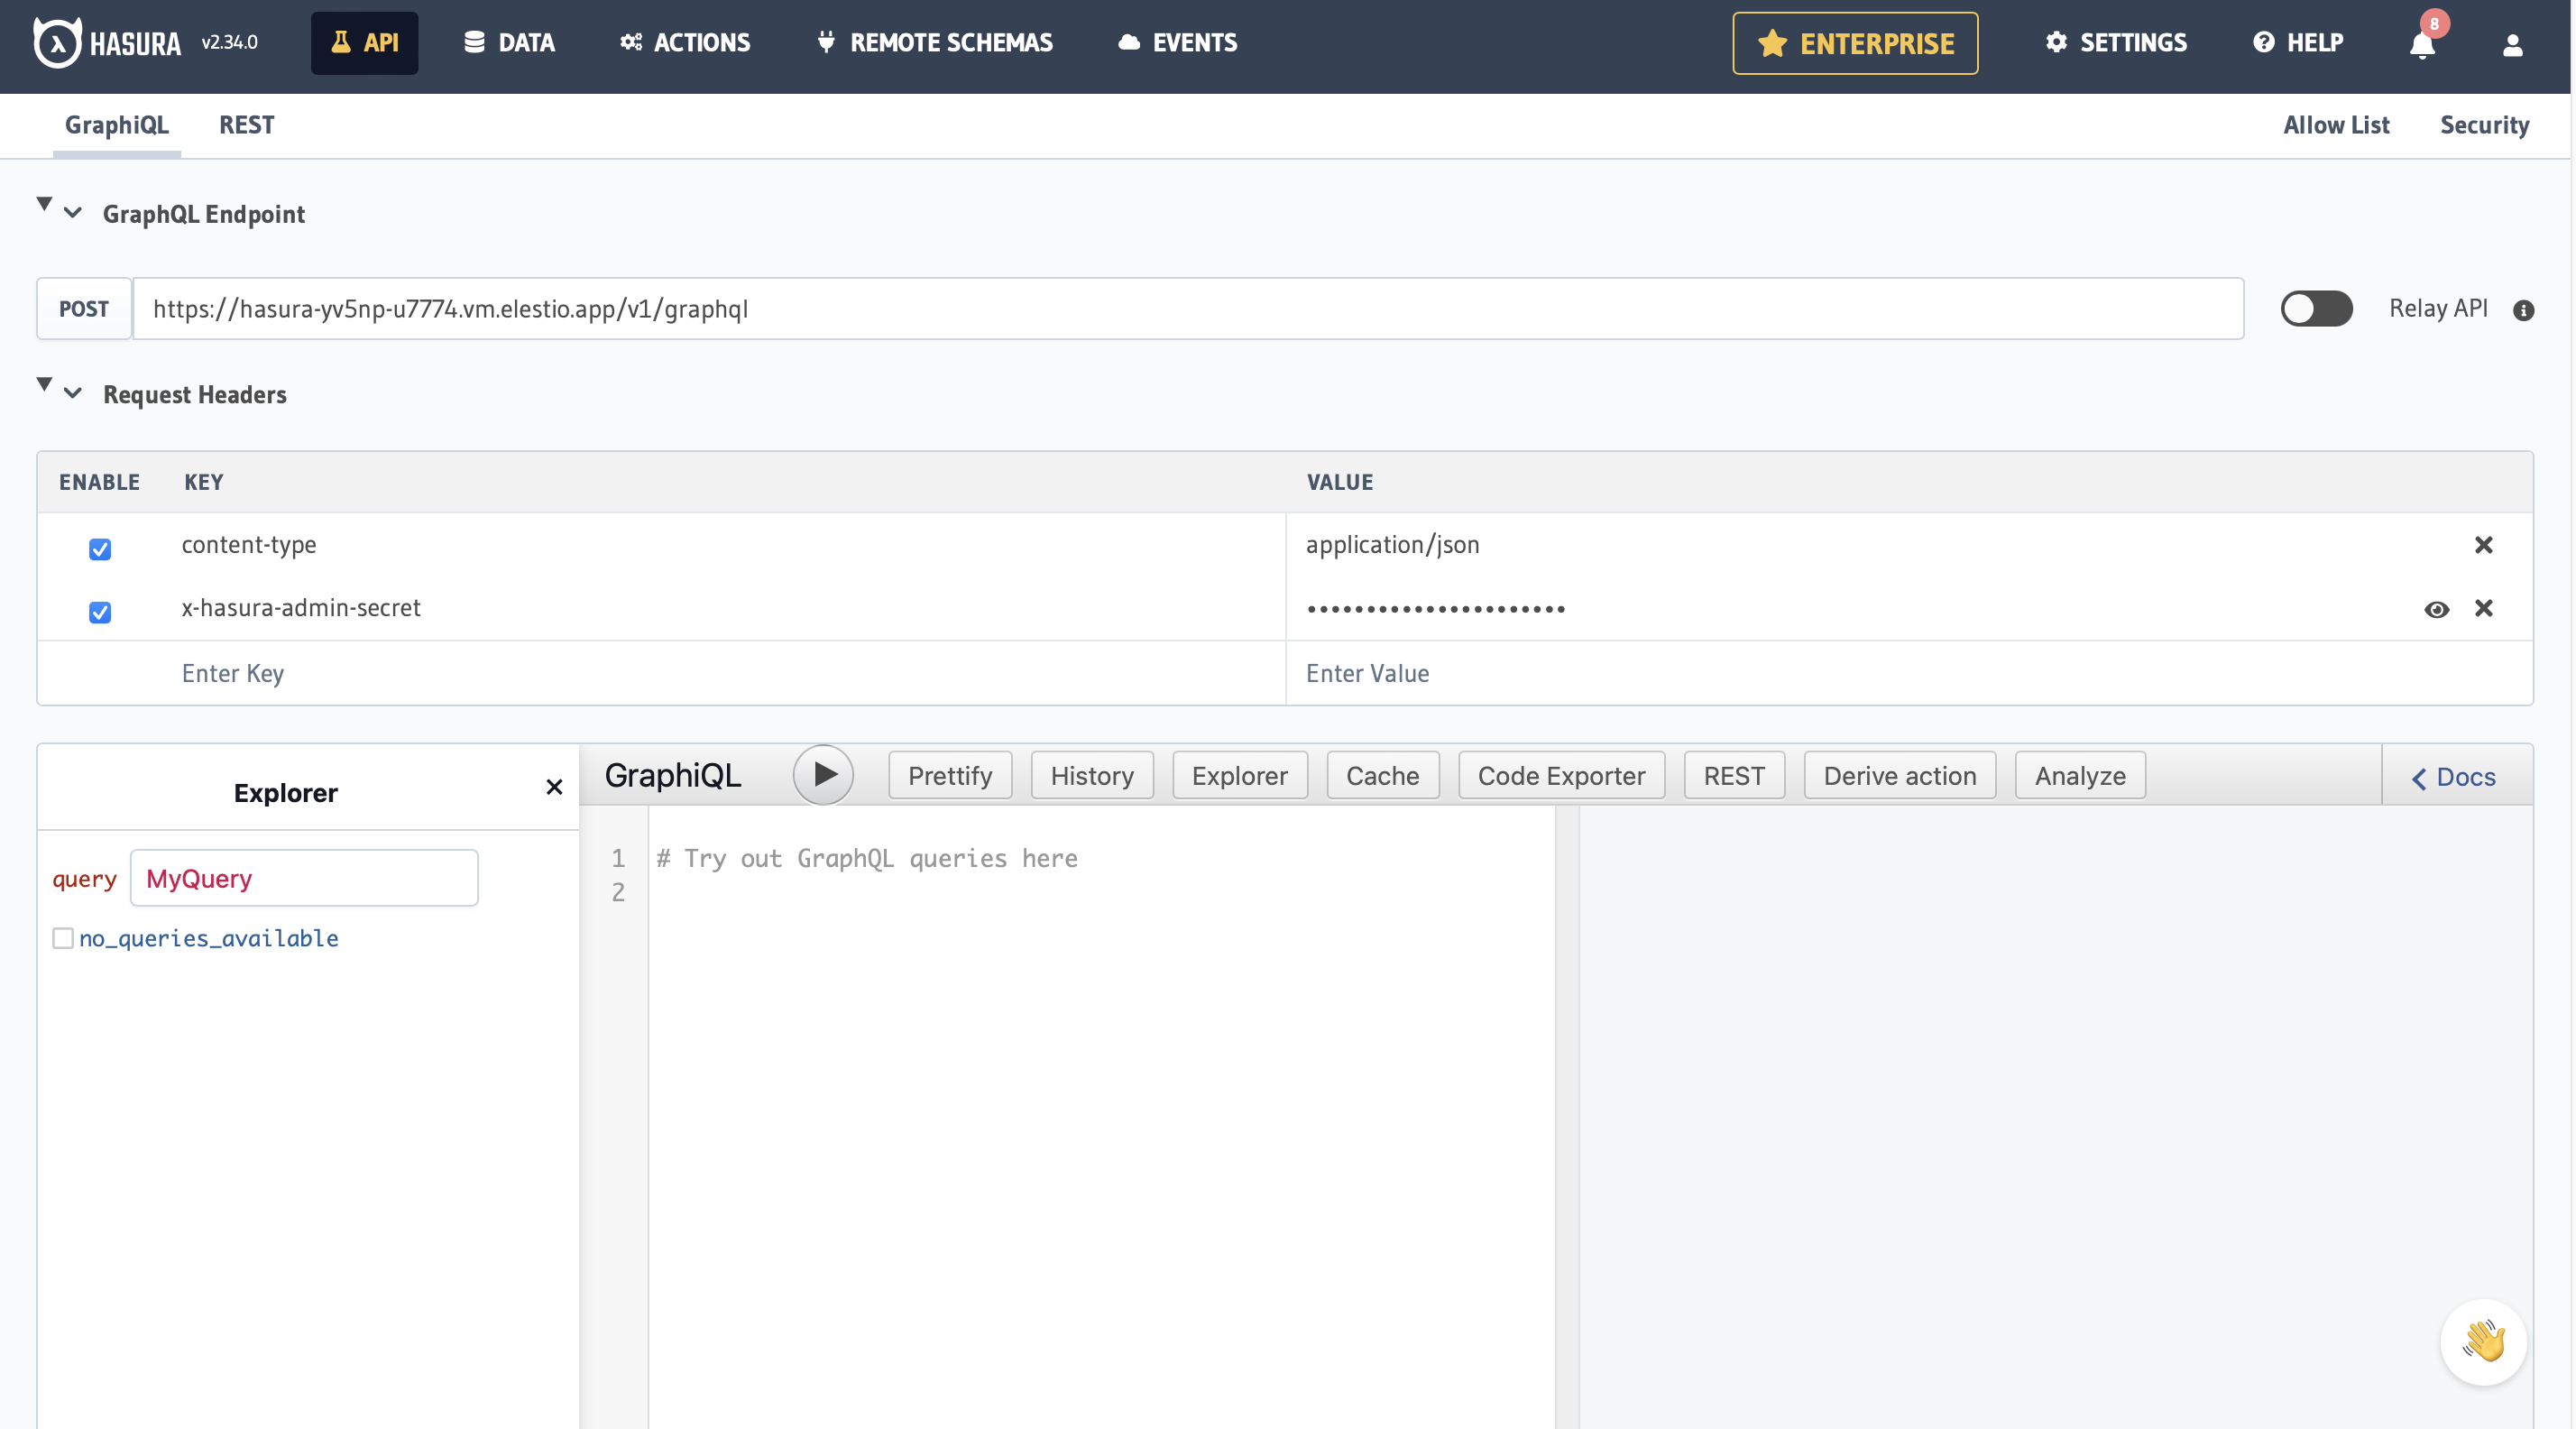 HASURA v2.34.0 API DATA ACTIONS REMOTE SCHEMAS EVENTS ENTERPRISE SETTINGS HELP 8
GraphiQL REST Allow List Security
GraphQL Endpoint
POST https://hasura-yv5np-u7774.vm.elestio.app/v1/graphql Relay API
Request Headers
ENABLE KEY VALUE
content-type application/json
x-hasura-admin-secret ••••••••••••••••••••••
Enter Key Enter Value
Explorer GraphiQL Prettify History Explorer Cache Code Exporter REST Derive action Analyze Docs
query MyQuery
no_queries_available
1 # Try out GraphQL queries here
2